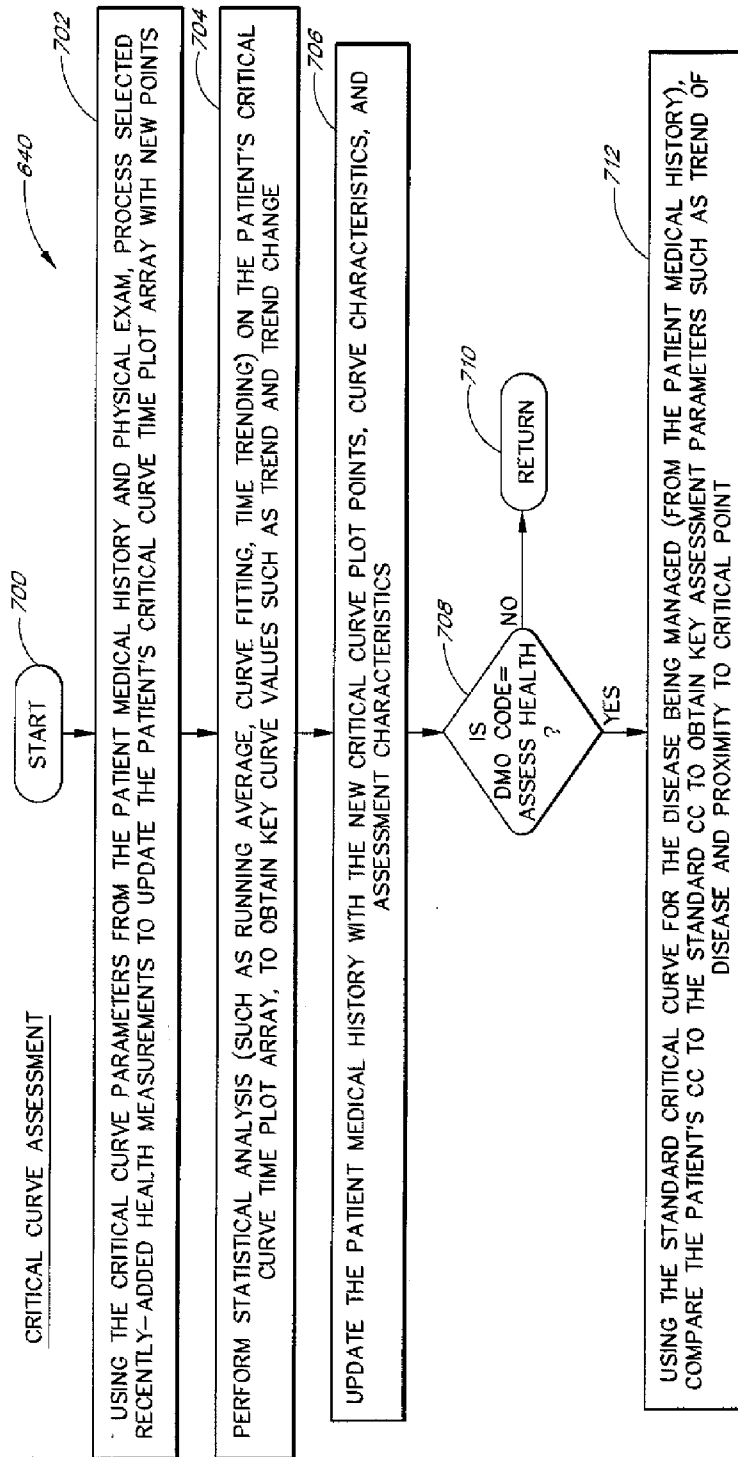 CRITICAL CURVE ASSESSMENT
640
START
700
702
USING THE CRITICAL CURVE PARAMETERS FROM THE PATIENT MEDICAL HISTORY AND PHYSICAL EXAM, PROCESS SELECTED
RECENTLY-ADDED HEALTH MEASUREMENTS TO UPDATE THE PATIENT'S CRITICAL CURVE TIME PLOT ARRAY WITH NEW POINTS
704
PERFORM STATISTICAL ANALYSIS (SUCH AS RUNNING AVERAGE, CURVE FITTING, TIME TRENDING) ON THE PATIENT'S CRITICAL
CURVE TIME PLOT ARRAY, TO OBTAIN KEY CURVE VALUES SUCH AS TREND AND TREND CHANGE
706
UPDATE THE PATIENT MEDICAL HISTORY WITH THE NEW CRITICAL CURVE PLOT POINTS, CURVE CHARACTERISTICS, AND
ASSESSMENT CHARACTERISTICS
708
IS
DMO CODE=
ASSESS HEALTH
?
NO
710
RETURN
YES
712
USING THE STANDARD CRITICAL CURVE FOR THE DISEASE BEING MANAGED (FROM THE PATIENT MEDICAL HISTORY),
COMPARE THE PATIENT'S CC TO THE STANDARD CC TO OBTAIN KEY ASSESSMENT PARAMETERS SUCH AS TREND OF
DISEASE AND PROXIMITY TO CRITICAL POINT